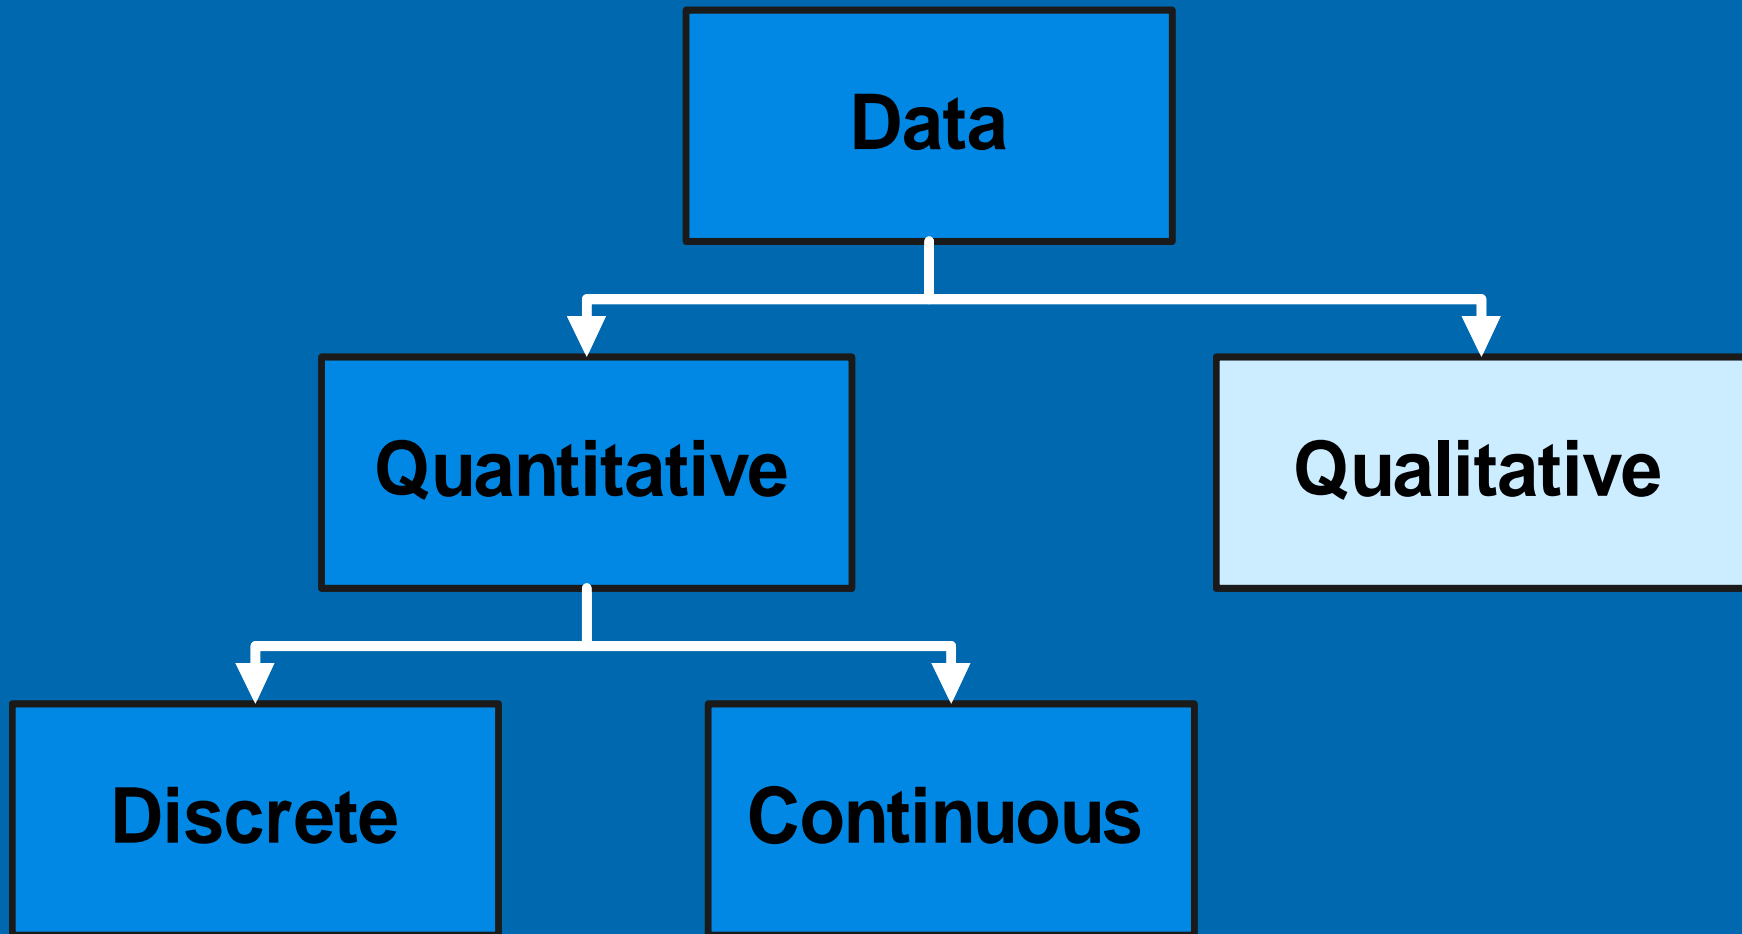 Data
Quantitative
Qualitative
Discrete
Continuous